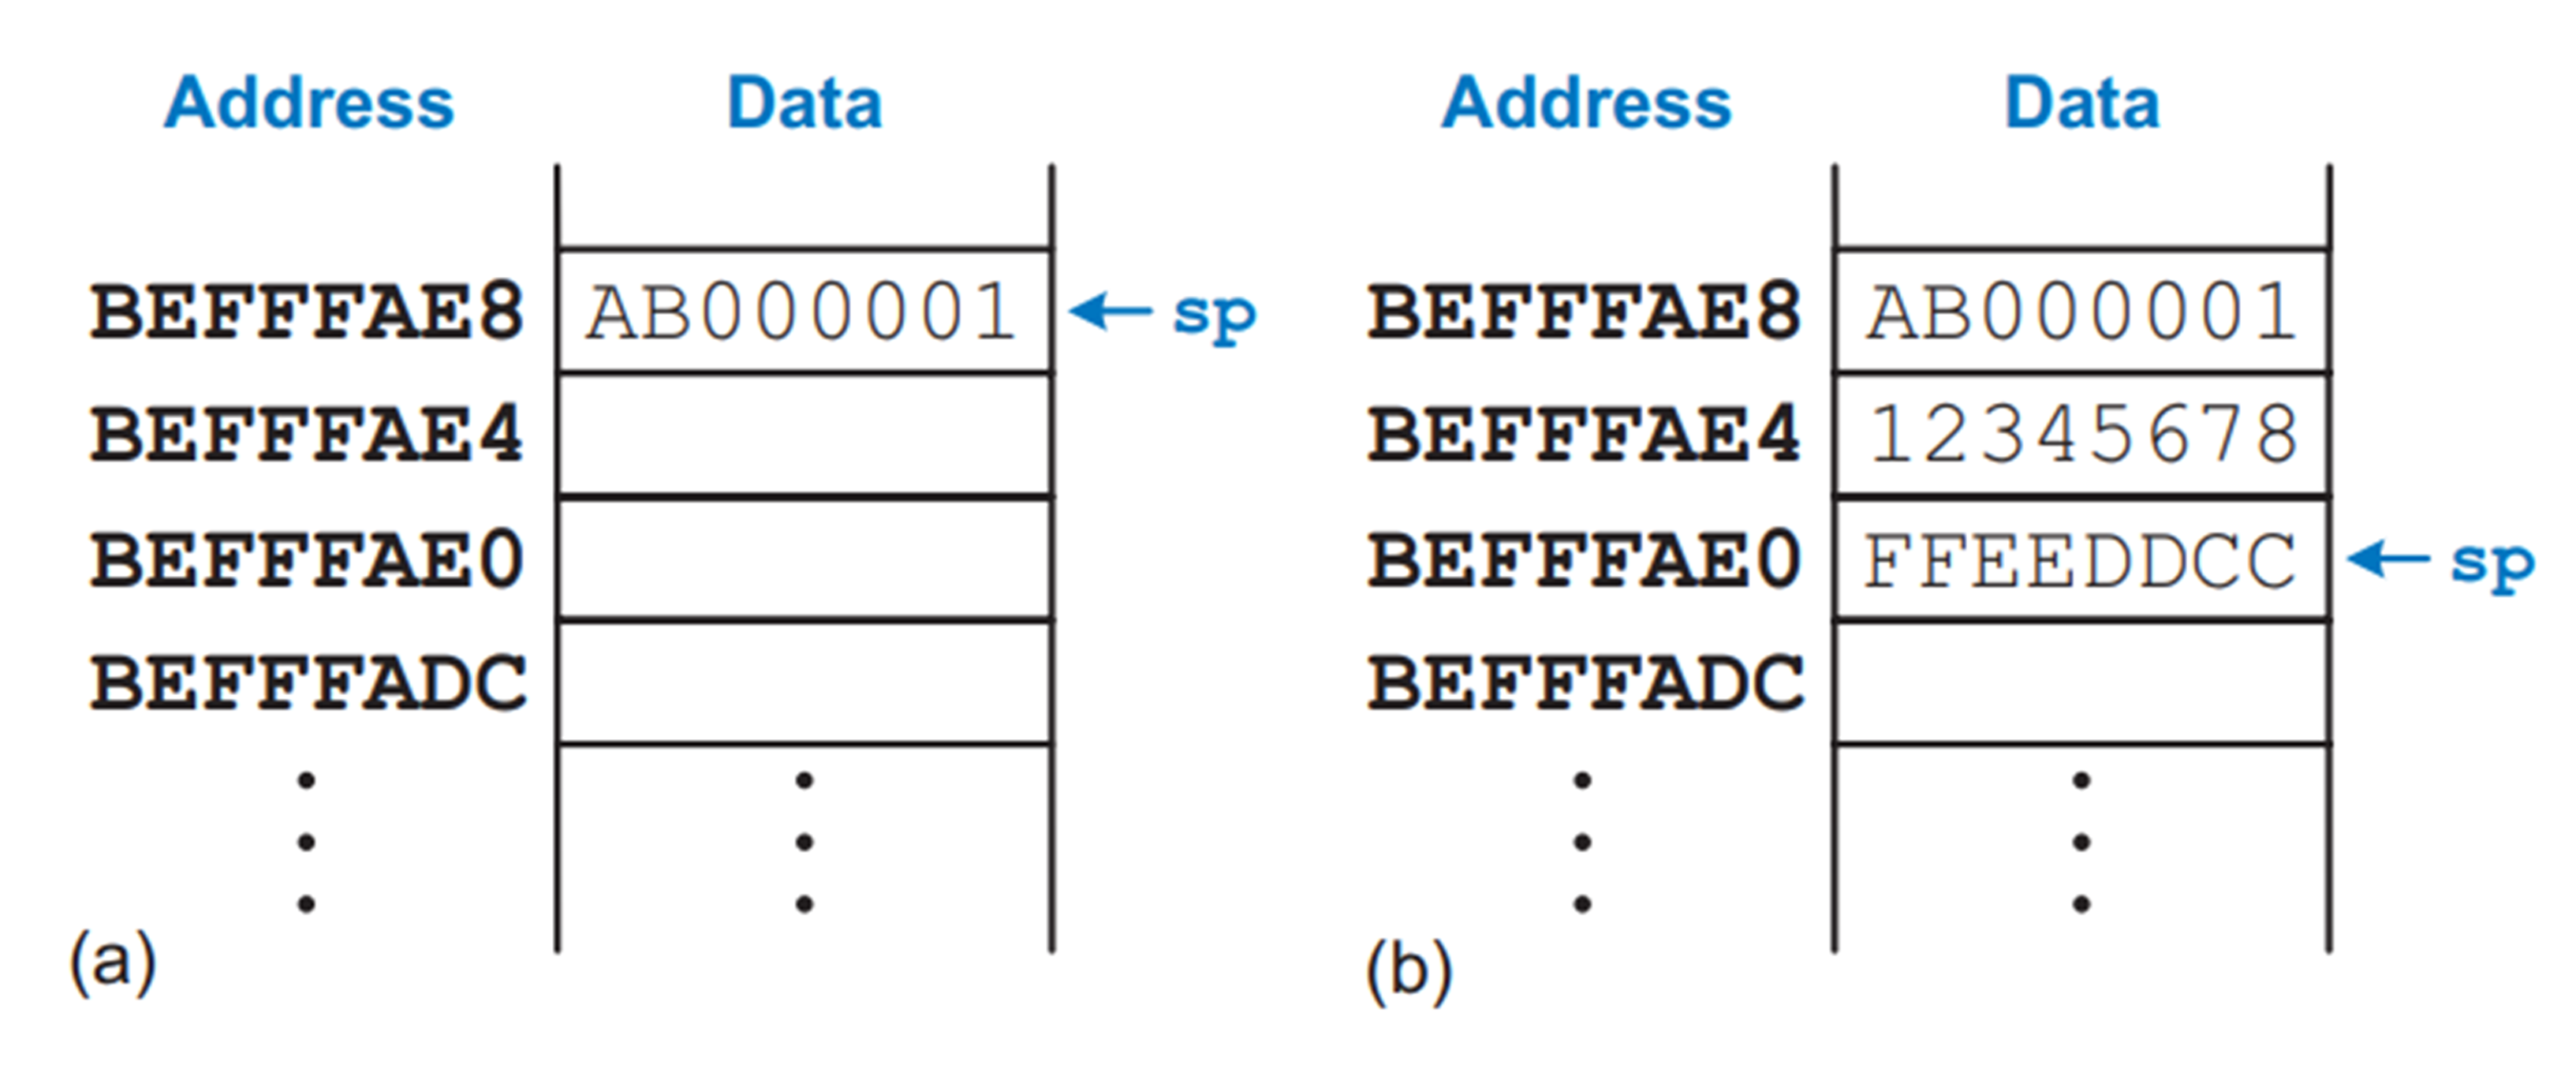 Address Data
BEFFFAE8 AB000001 sp
BEFFFAE4
BEFFFAE0
BEFFFADC
(a)
Address Data
BEFFFAE8 AB000001
BEFFFAE4 12345678
BEFFFAE0 FFEEDDCC sp
BEFFFADC
(b)